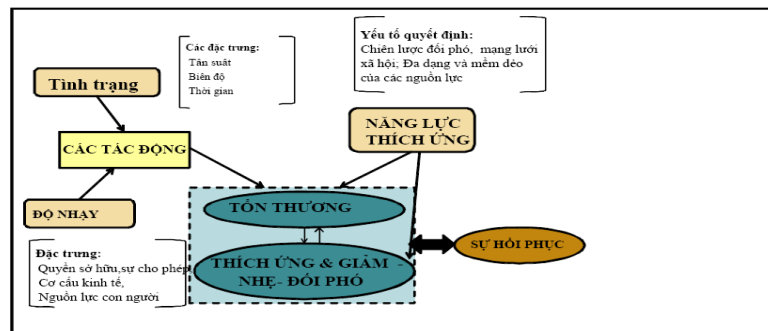 Các đặc trưng:
Tần suất
Biên độ
Thời gian
Yếu tố quyết định:
Chiến lược đối phó, mạng lưới
xã hội; Đa dạng và mềm dẻo
của các nguồn lực
Tình trạng
CÁC TÁC ĐỘNG
NĂNG LỰC
THÍCH ỨNG
ĐỘ NHẠY
TỔN THƯƠNG
THÍCH ỨNG & GIẢM -
NHẸ- ĐỐI PHÓ
SỰ HỒI PHỤC
Đặc trưng:
Quyền sở hữu,sự cho phép,
Cơ cấu kinh tế,
Nguồn lực con người